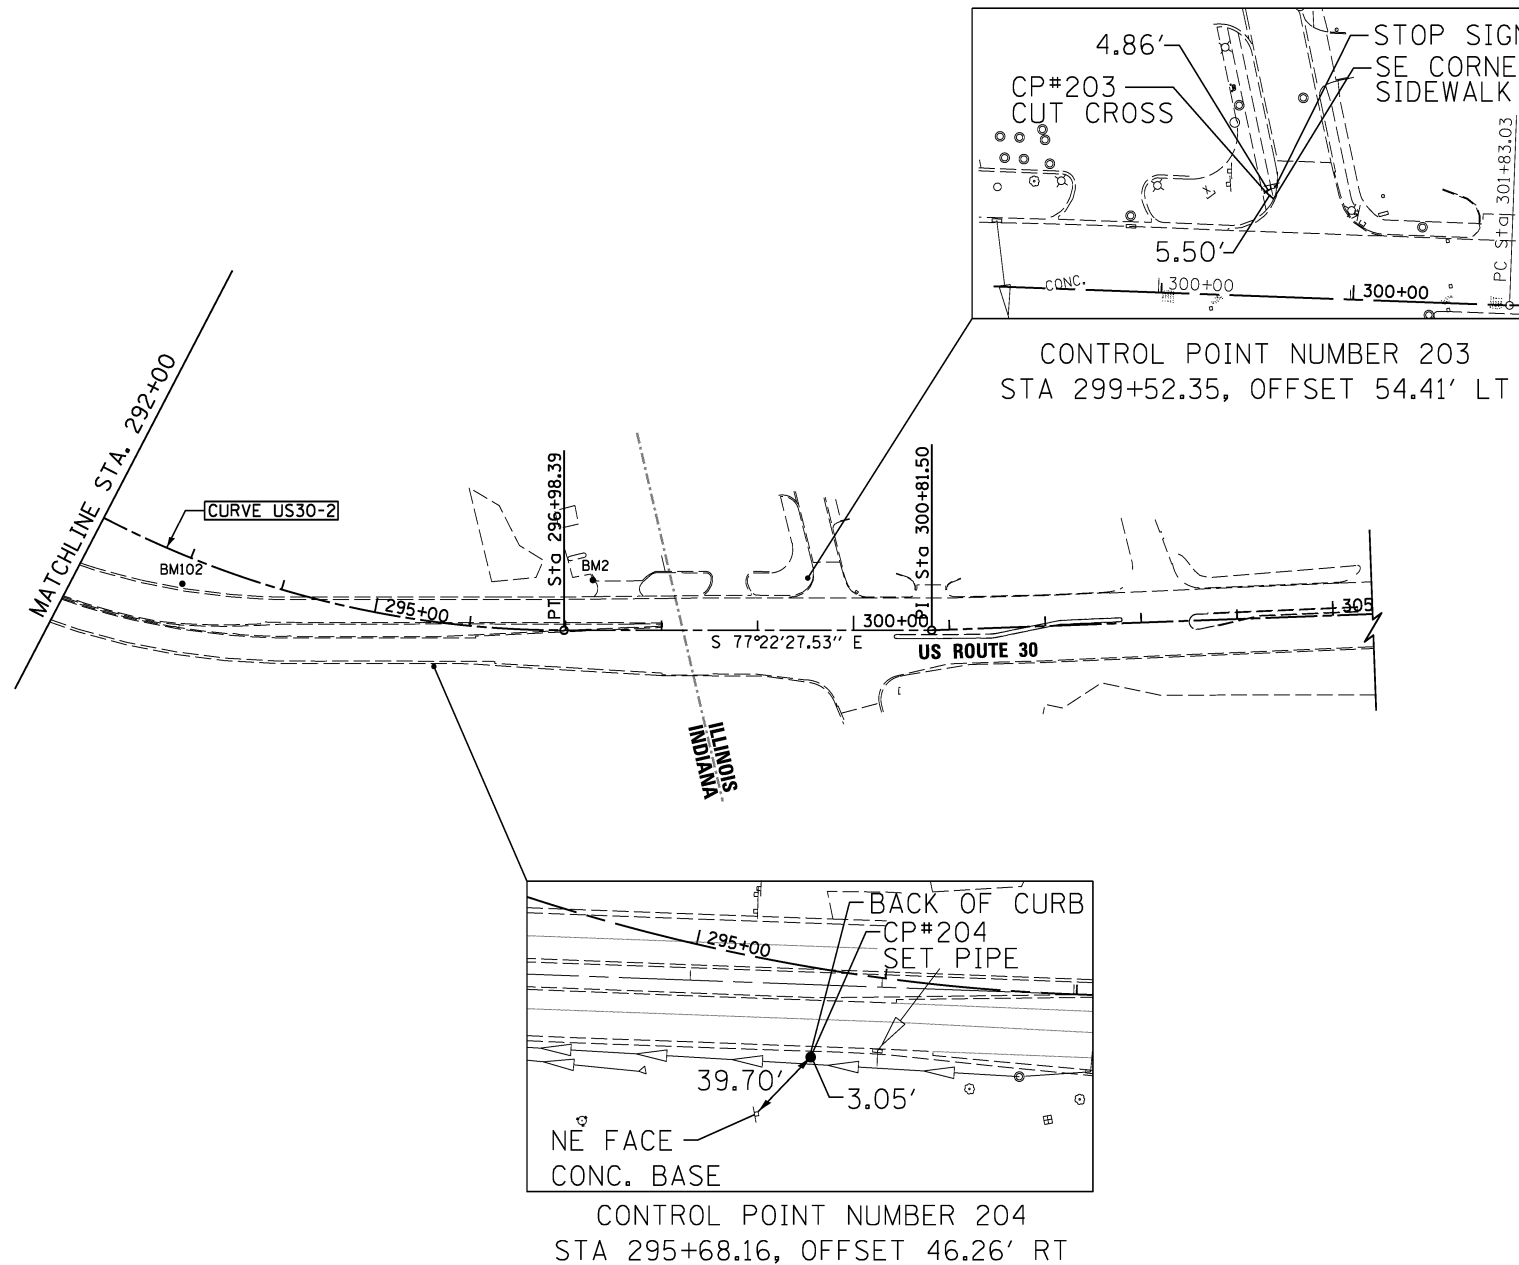 4.86'
STOP SIGN
SE CORNE
SIDEWALK
CP#203
CUT CROSS
5.50'
PC Sta 301+83.03
CONC.
300+00
300+00
CONTROL POINT NUMBER 203
STA 299+52.35, OFFSET 54.41' LT
MATCHLINE STA. 292+00
CURVE US30-2
BM102
295+00
PT Sta 296+98.39
BM2
300+00
PI Sta 300+81.50
305
S 77°22'27.53" E
US ROUTE 30
ILLINOIS
INDIANA
BACK OF CURB
CP#204
SET PIPE
295+00
39.70'
3.05'
NE FACE
CONC. BASE
CONTROL POINT NUMBER 204
STA 295+68.16, OFFSET 46.26' RT